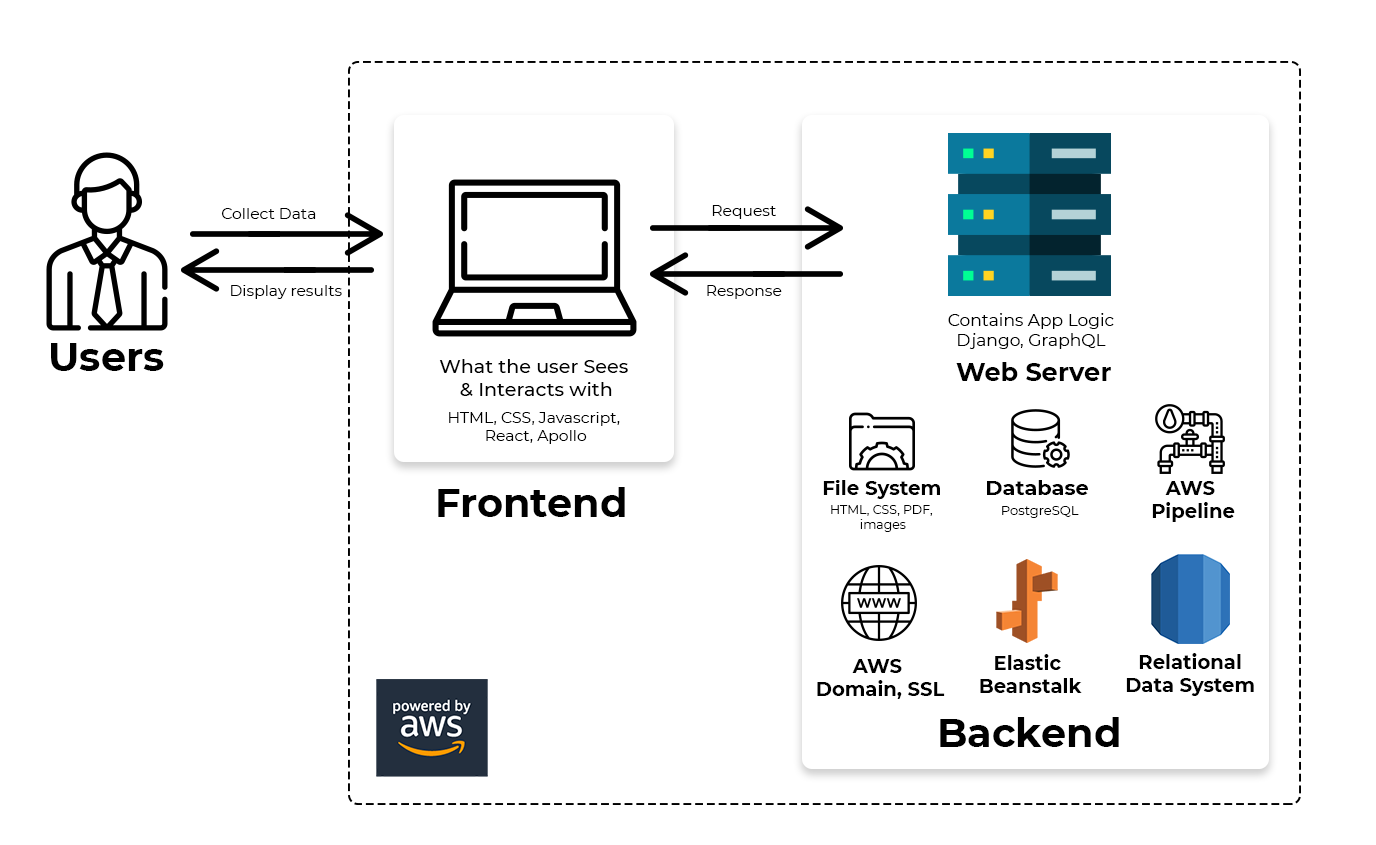 Users
Collect Data
Display results
What the user Sees
& Interacts with
HTML, CSS, Javascript,
React, Apollo
Frontend
Request
Response
Contains App Logic
Django, GraphQL
Web Server
File System
HTML, CSS, PDF,
images
Database
PostgreSQL
AWS
Pipeline
www
AWS
Domain, SSL
Elastic
Beanstalk
Relational
Data System
Backend
powered by
aws